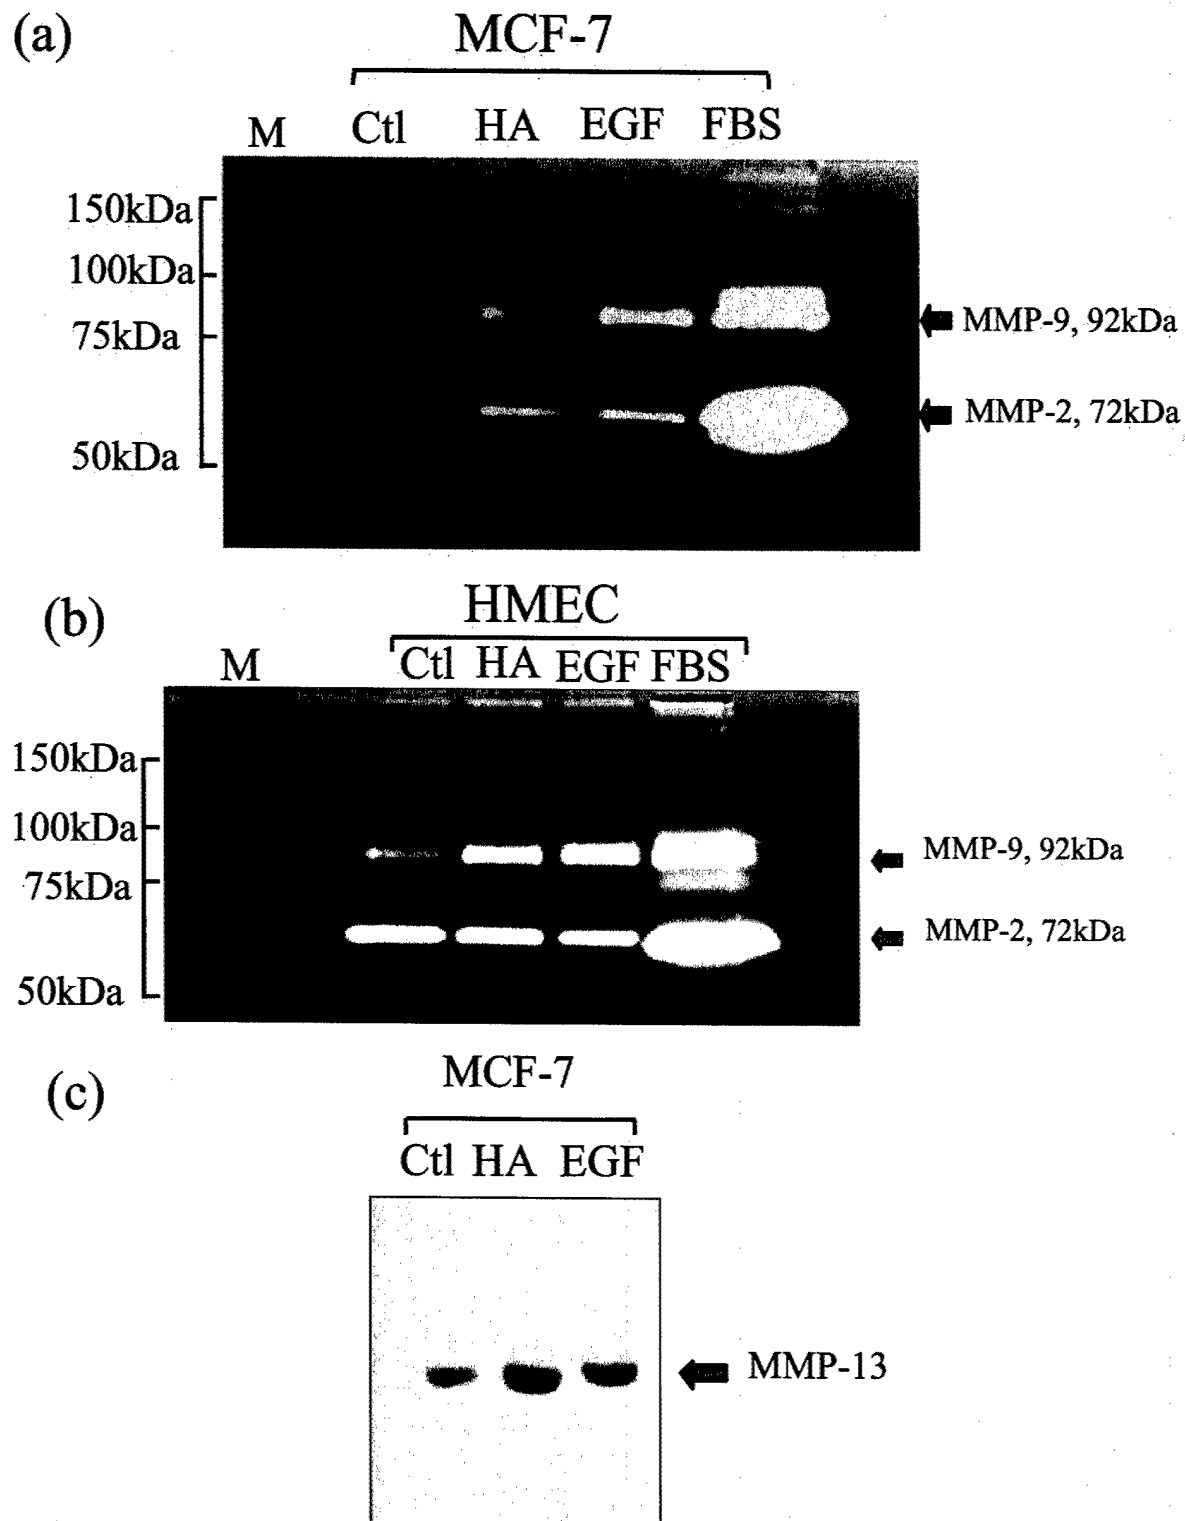 (a)
MCF-7
M Ctl HA EGF FBS
150kDa
100kDa
75kDa
50kDa
MMP-9, 92kDa
MMP-2, 72kDa
(b)
HMEC
M Ctl HA EGF FBS
150kDa
100kDa
75kDa
50kDa
MMP-9, 92kDa
MMP-2, 72kDa
(c)
MCF-7
Ctl HA EGF
MMP-13